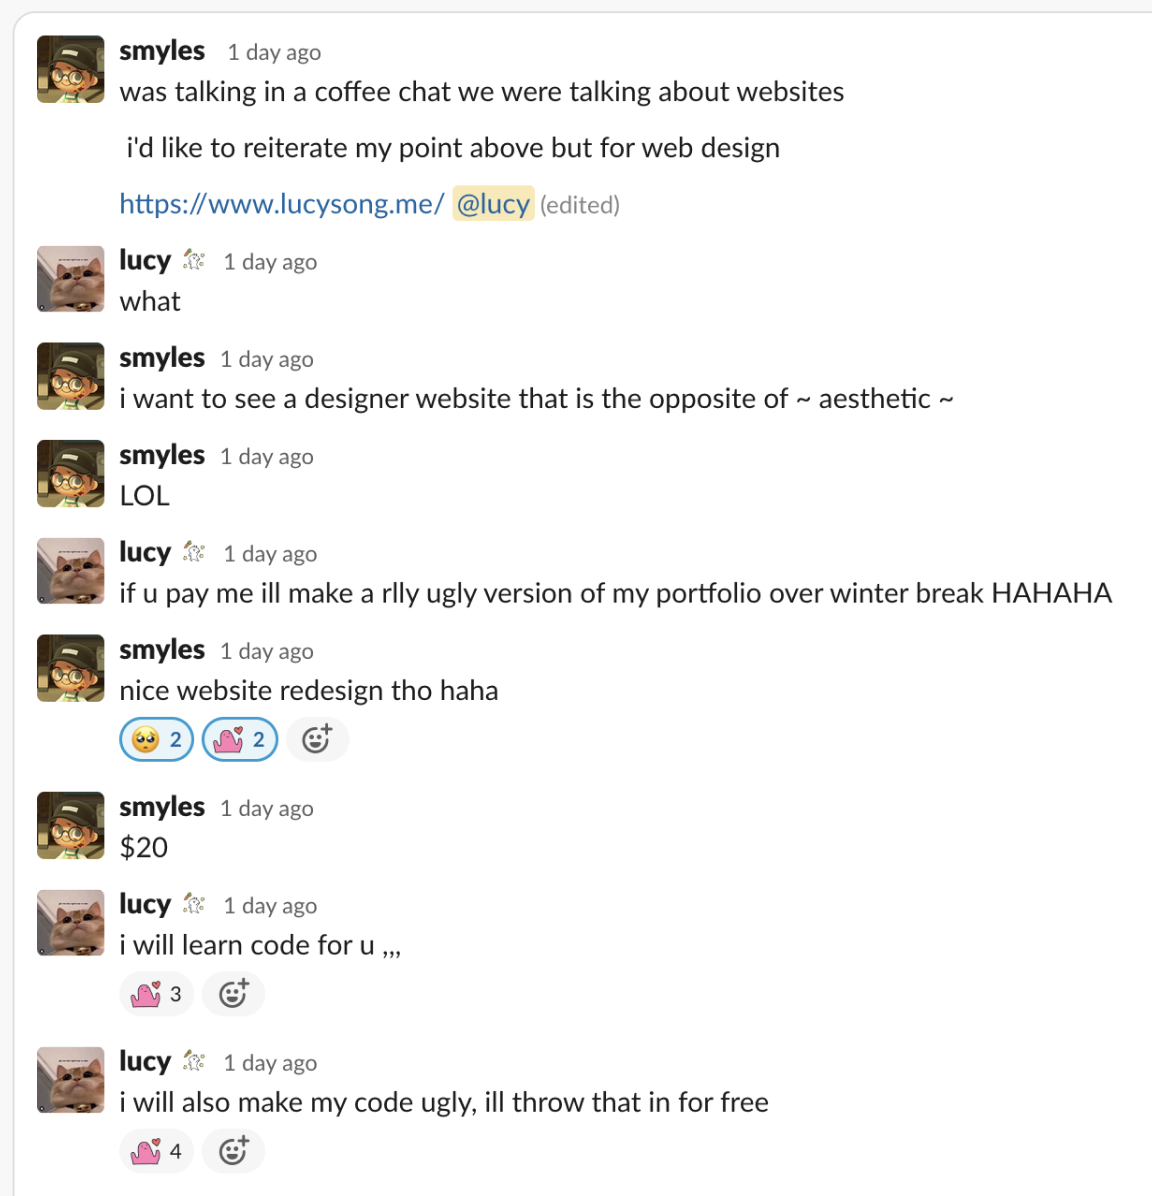 smyles 1 day ago
was talking in a coffee chat we were talking about websites
i'd like to reiterate my point above but for web design
https://www.lucysong.me/ @lucy (edited)
lucy 1 day ago
what
smyles 1 day ago
i want to see a designer website that is the opposite of ~ aesthetic ~
smyles 1 day ago
LOL
lucy 1 day ago
if u pay me ill make a rlly ugly version of my portfolio over winter break HAHAHA
smyles 1 day ago
nice website redesign tho haha
2 2
smyles 1 day ago
$20
lucy 1 day ago
i will learn code for u ,,,
3
lucy 1 day ago
i will also make my code ugly, ill throw that in for free
4